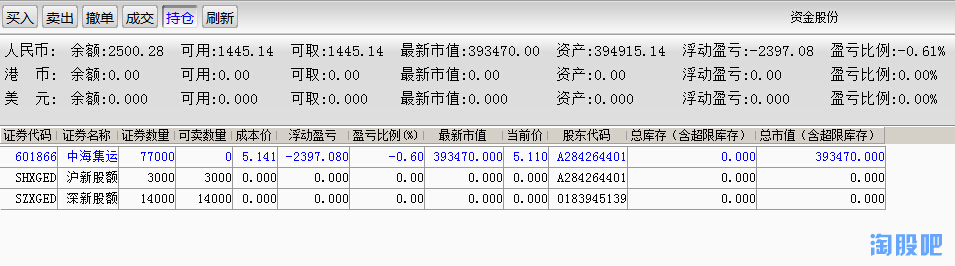 买入 卖出 撤单 成交 持仓 刷新 资金股份
人民币: 余额:2500.28 可用:1445.14 可取:1445.14 最新市值:393470.00 资产:394915.14 浮动盈亏:-2397.08 盈亏比例:-0.61%
港 币: 余额:0.00 可用:0.00 可取:0.00 最新市值:0.00 资产:0.00 浮动盈亏:0.00 盈亏比例:0.00%
美 元: 余额:0.000 可用:0.000 可取:0.000 最新市值:0.000 资产:0.000 浮动盈亏:0.000 盈亏比例:0.00%
证券代码 证券名称 证券数量 可卖数量 成本价 浮动盈亏 盈亏比例(%) 最新市值 当前价 股东代码 总库存（含超限库存） 总市值（含超限库存）
601866 中海集运 77000 0 5.141 -2397.080 -0.60 393470.000 5.110 A284264401 0.000 393470.000
SHXGED 沪新股额 3000 3000 0.000 0.000 0.00 0.000 0.000 A284264401 0.000 0.000
SZXGED 深新股额 14000 14000 0.000 0.000 0.00 0.000 0.000 0183945139 0.000 0.000
淘股吧